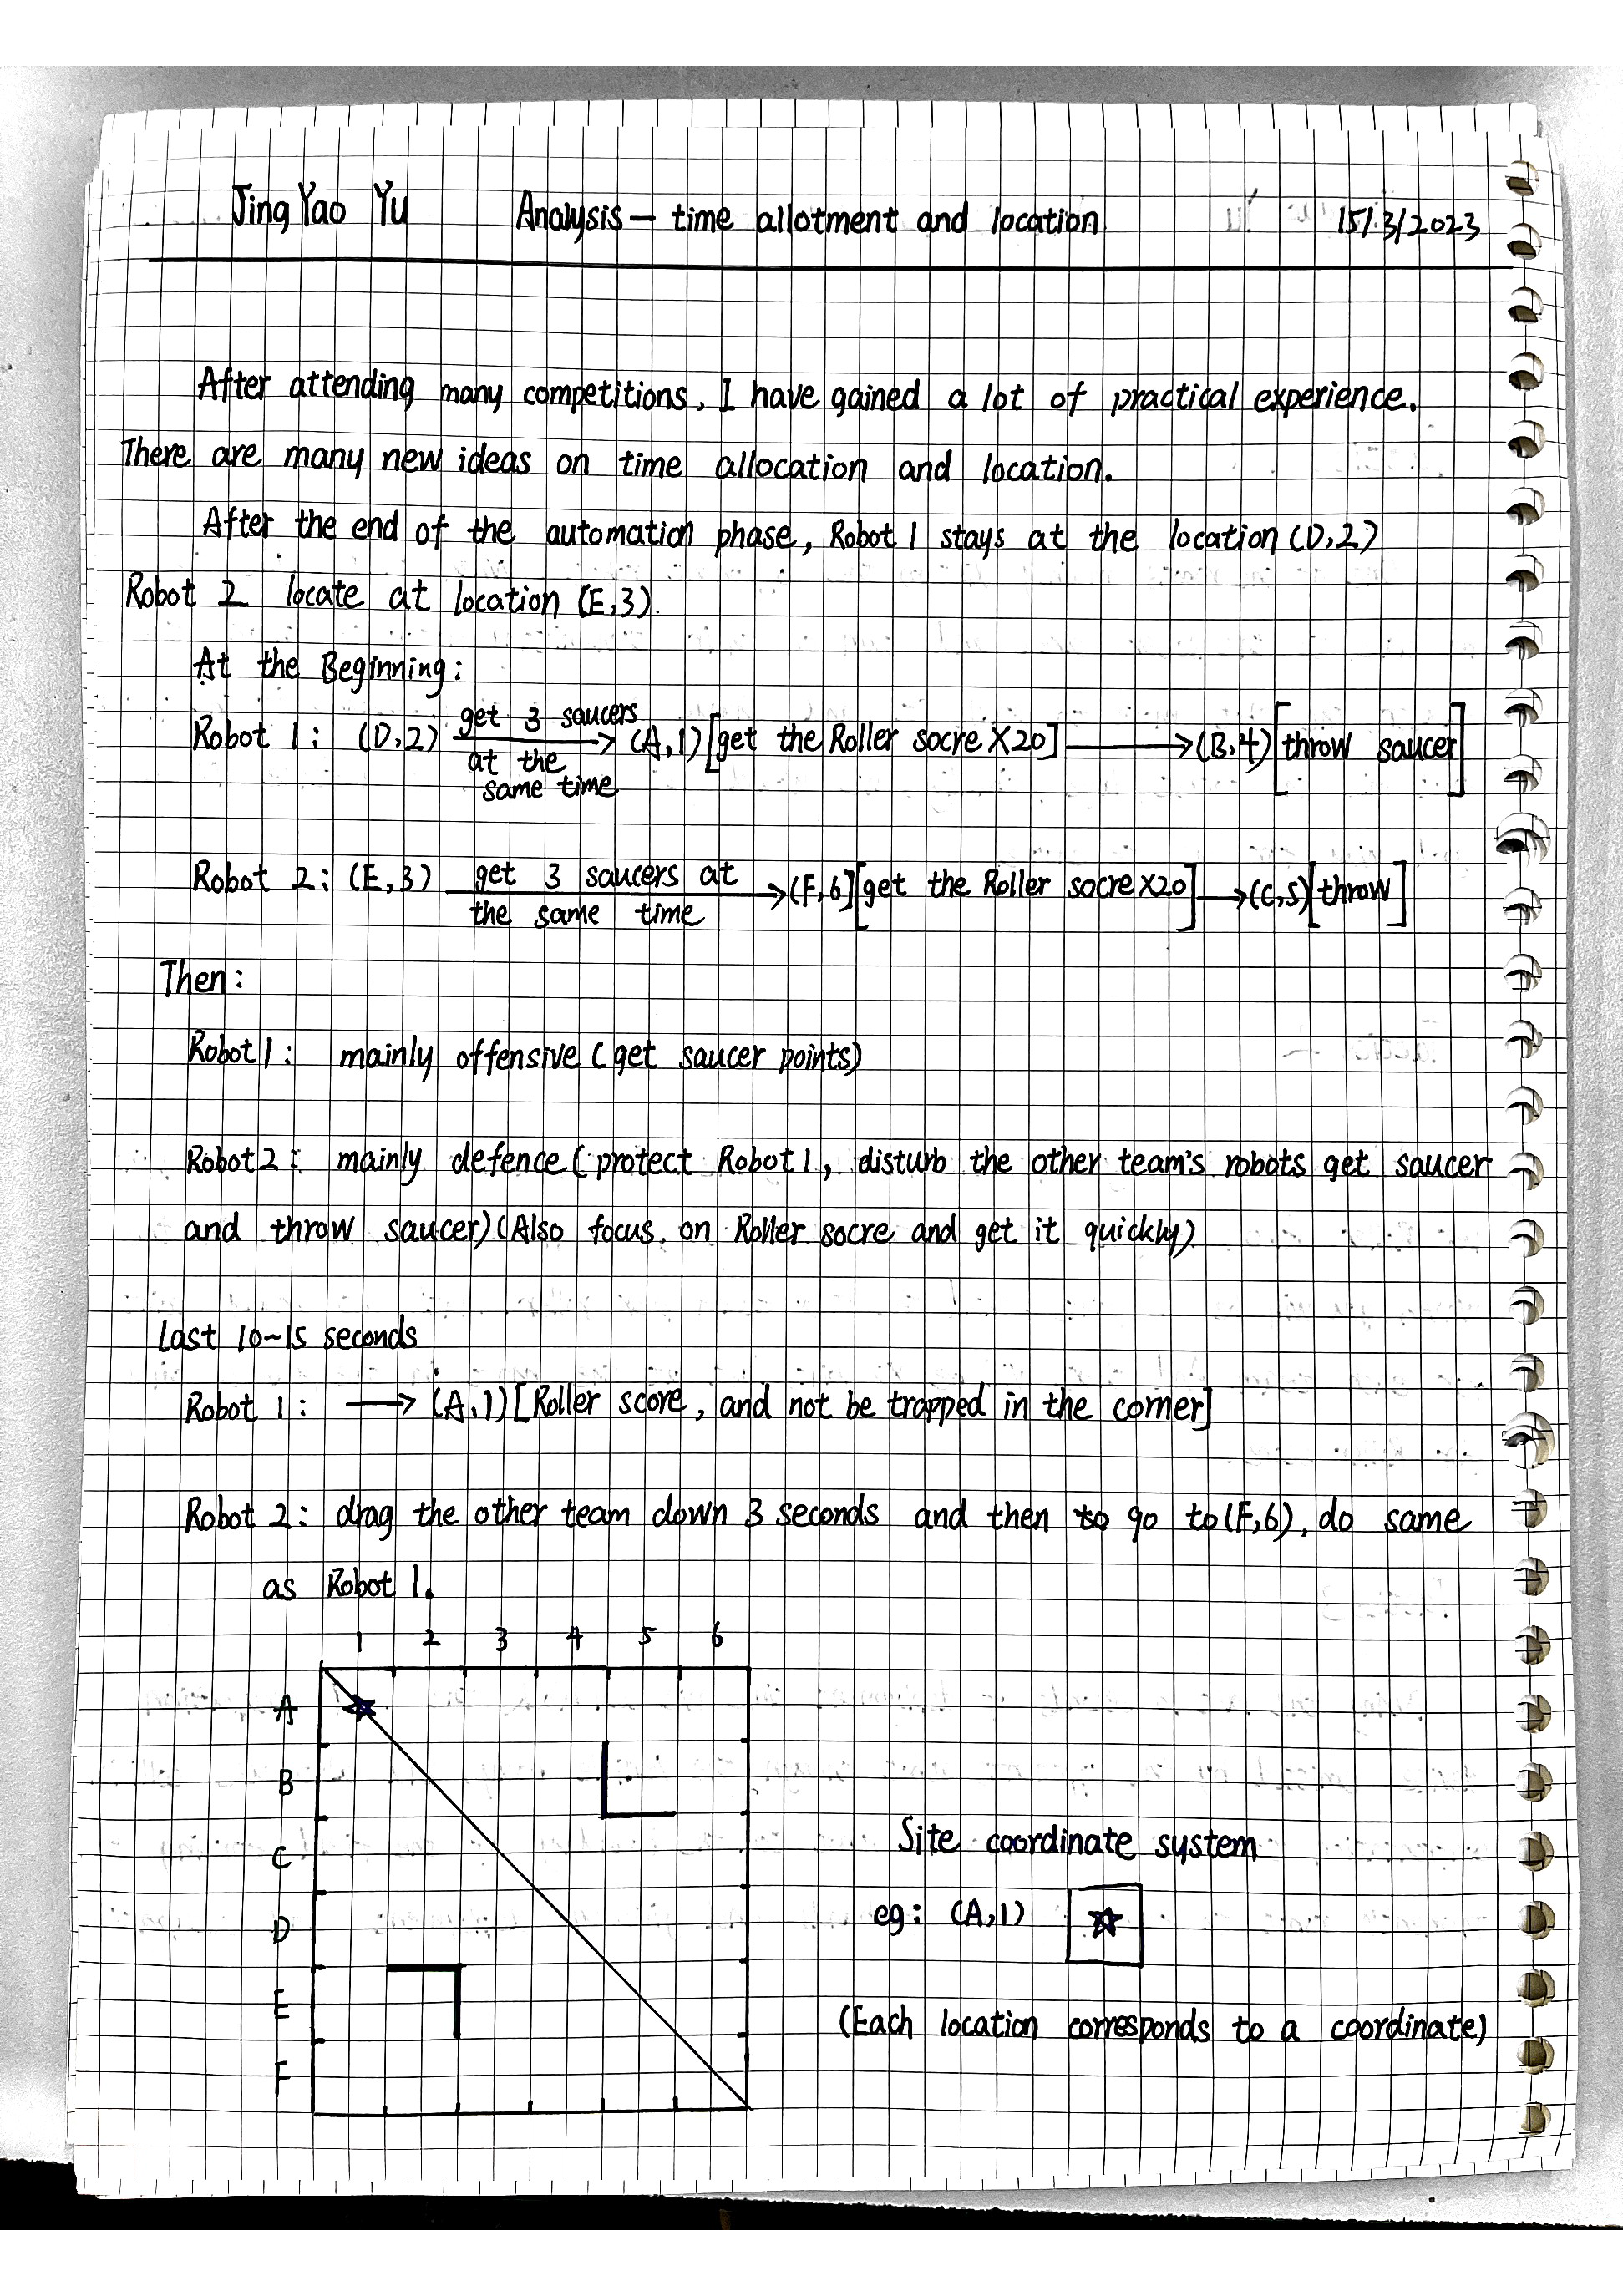 Jing Yao Yu Analysis — time allotment and location 15/3/2023
After attending many competitions, I have gained a lot of practical experience.
There are many new ideas on time allocation and location.
After the end of the automation phase, Robot 1 stays at the location (D,2)
Robot 2 locate at location (E,3).
At the Beginning:
get 3 saucers
Robot 1: (D,2) → (A,1) [get the Roller socre X20] → (B,4) [throw saucer]
at the
same time
Robot 2: (E,3) get 3 saucers at → (F,6) [get the Roller socre X20] → (C,5) [throw]
the same time
Then:
Robot 1: mainly offensive (get saucer points)
Robot 2: mainly defence (protect Robot 1, disturb the other team's robots get saucer
and throw saucer) (Also focus on Roller socre and get it quickly)
Last 10~15 seconds
Robot 1: → (A,1) [Roller score, and not be trapped in the corner]
Robot 2: drag the other team down 3 seconds and then to go to (F,6), do same
as Robot 1.
1 2 3 4 5 6
A
B
C
D
E
F
Site coordinate system
eg: (A,1) ☆
(Each location corresponds to a coordinate)